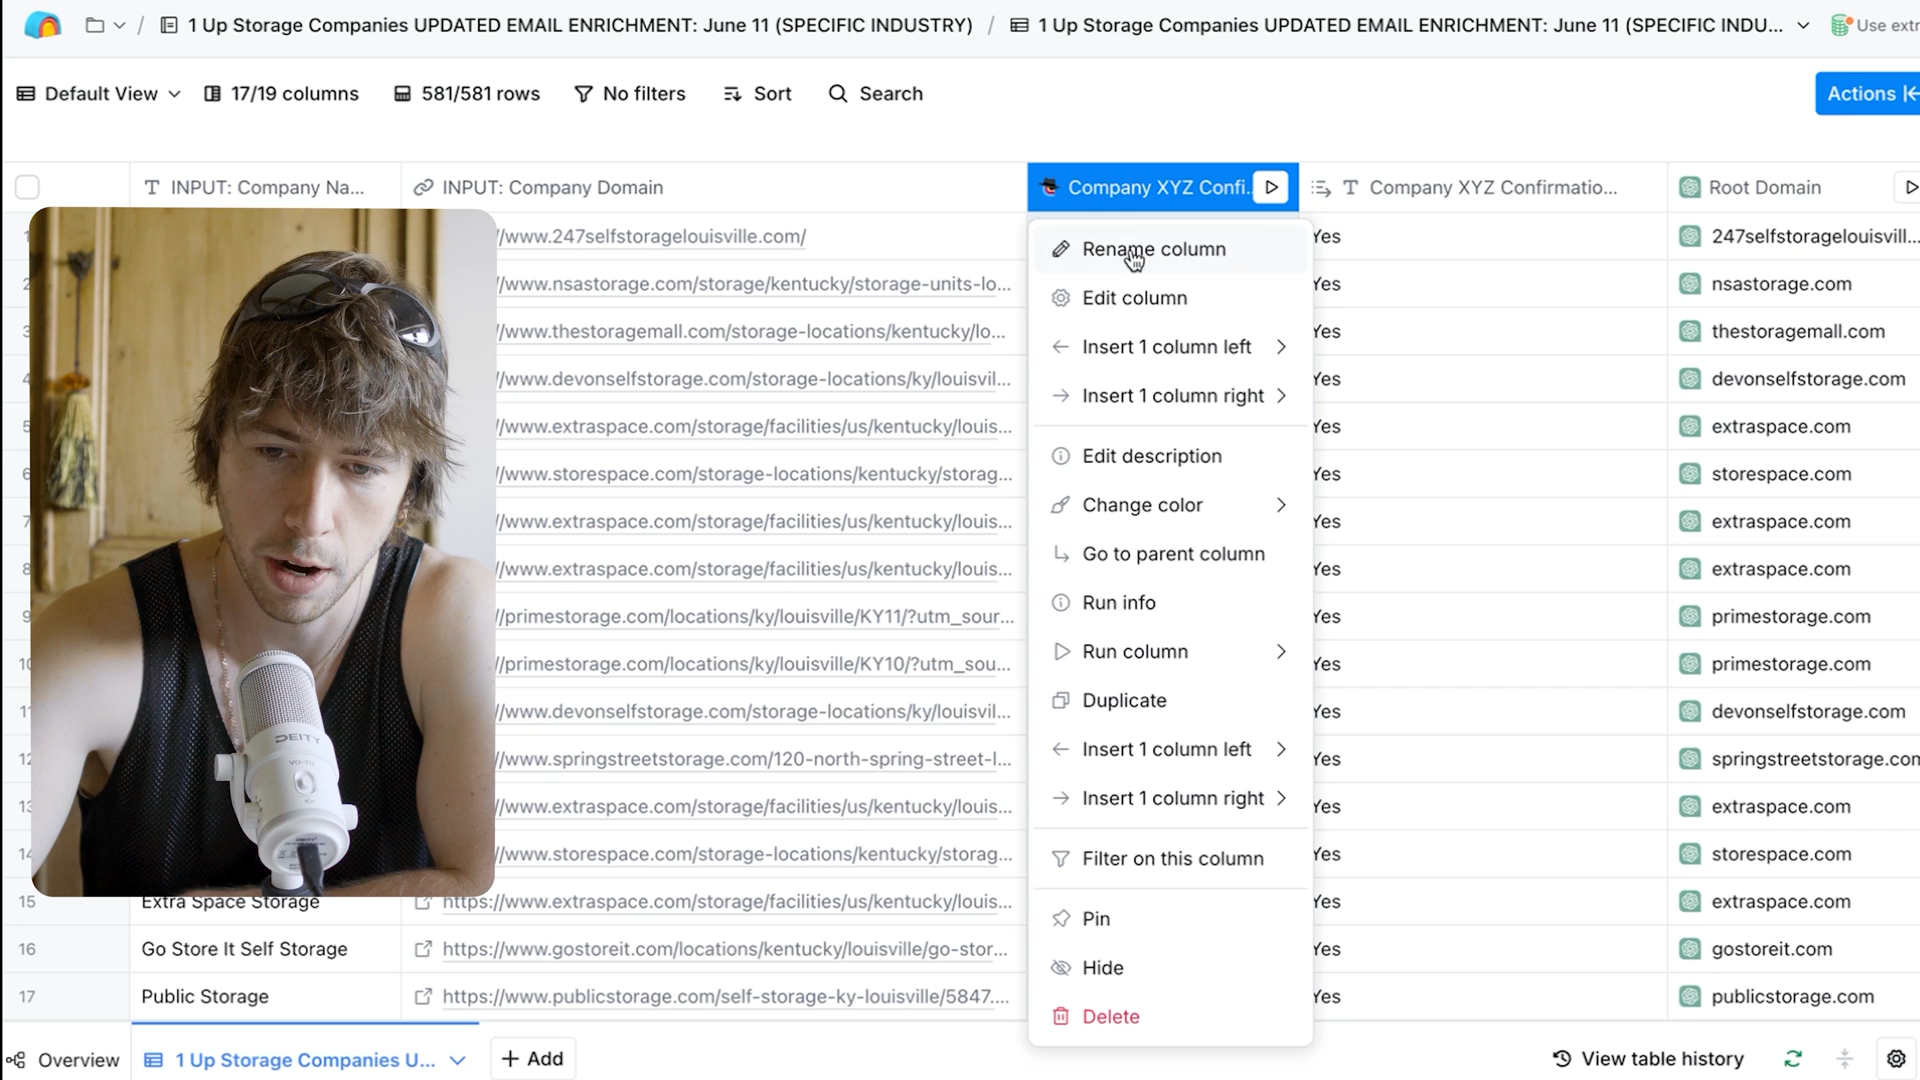 / 1 Up Storage Companies UPDATED EMAIL ENRICHMENT: June 11 (SPECIFIC INDUSTRY) / 1 Up Storage Companies UPDATED EMAIL ENRICHMENT: June 11 (SPECIFIC INDU... Use extr
Default View 17/19 columns 581/581 rows No filters Sort Search Actions
INPUT: Company Na... INPUT: Company Domain Company XYZ Confi... Company XYZ Confirmatio... Root Domain
//www.247selfstoragelouisville.com/ Yes 247selfstoragelouisvill...
//www.nsastorage.com/storage/kentucky/storage-units-lo... Yes nsastorage.com
//www.thestoragemall.com/storage-locations/kentucky/lo... Yes thestoragemall.com
//www.devonselfstorage.com/storage-locations/ky/louisvil... Yes devonselfstorage.com
//www.extraspace.com/storage/facilities/us/kentucky/louis... Yes extraspace.com
//www.storespace.com/storage-locations/kentucky/storag... Yes storespace.com
//www.extraspace.com/storage/facilities/us/kentucky/louis... Yes extraspace.com
//www.extraspace.com/storage/facilities/us/kentucky/louis... Yes extraspace.com
//primestorage.com/locations/ky/louisville/KY11/?utm_sour... Yes primestorage.com
//primestorage.com/locations/ky/louisville/KY10/?utm_sou... Yes primestorage.com
//www.devonselfstorage.com/storage-locations/ky/louisvil... Yes devonselfstorage.com
12 //www.springstreetstorage.com/120-north-spring-street-l... Yes springstreetstorage.com
//www.extraspace.com/storage/facilities/us/kentucky/louis... Yes extraspace.com
14 //www.storespace.com/storage-locations/kentucky/storag... Yes storespace.com
15 Extra Space Storage https://www.extraspace.com/storage/facilities/us/kentucky/louis... Yes extraspace.com
16 Go Store It Self Storage https://www.gostoreit.com/locations/kentucky/louisville/go-stor... Yes gostoreit.com
17 Public Storage https://www.publicstorage.com/self-storage-ky-louisville/5847.... Yes publicstorage.com
Rename column
Edit column
Insert 1 column left
Insert 1 column right
Edit description
Change color
Go to parent column
Run info
Run column
Duplicate
Insert 1 column left
Insert 1 column right
Filter on this column
Pin
Hide
Delete
DEITY
VO-7U
Overview 1 Up Storage Companies U... + Add View table history